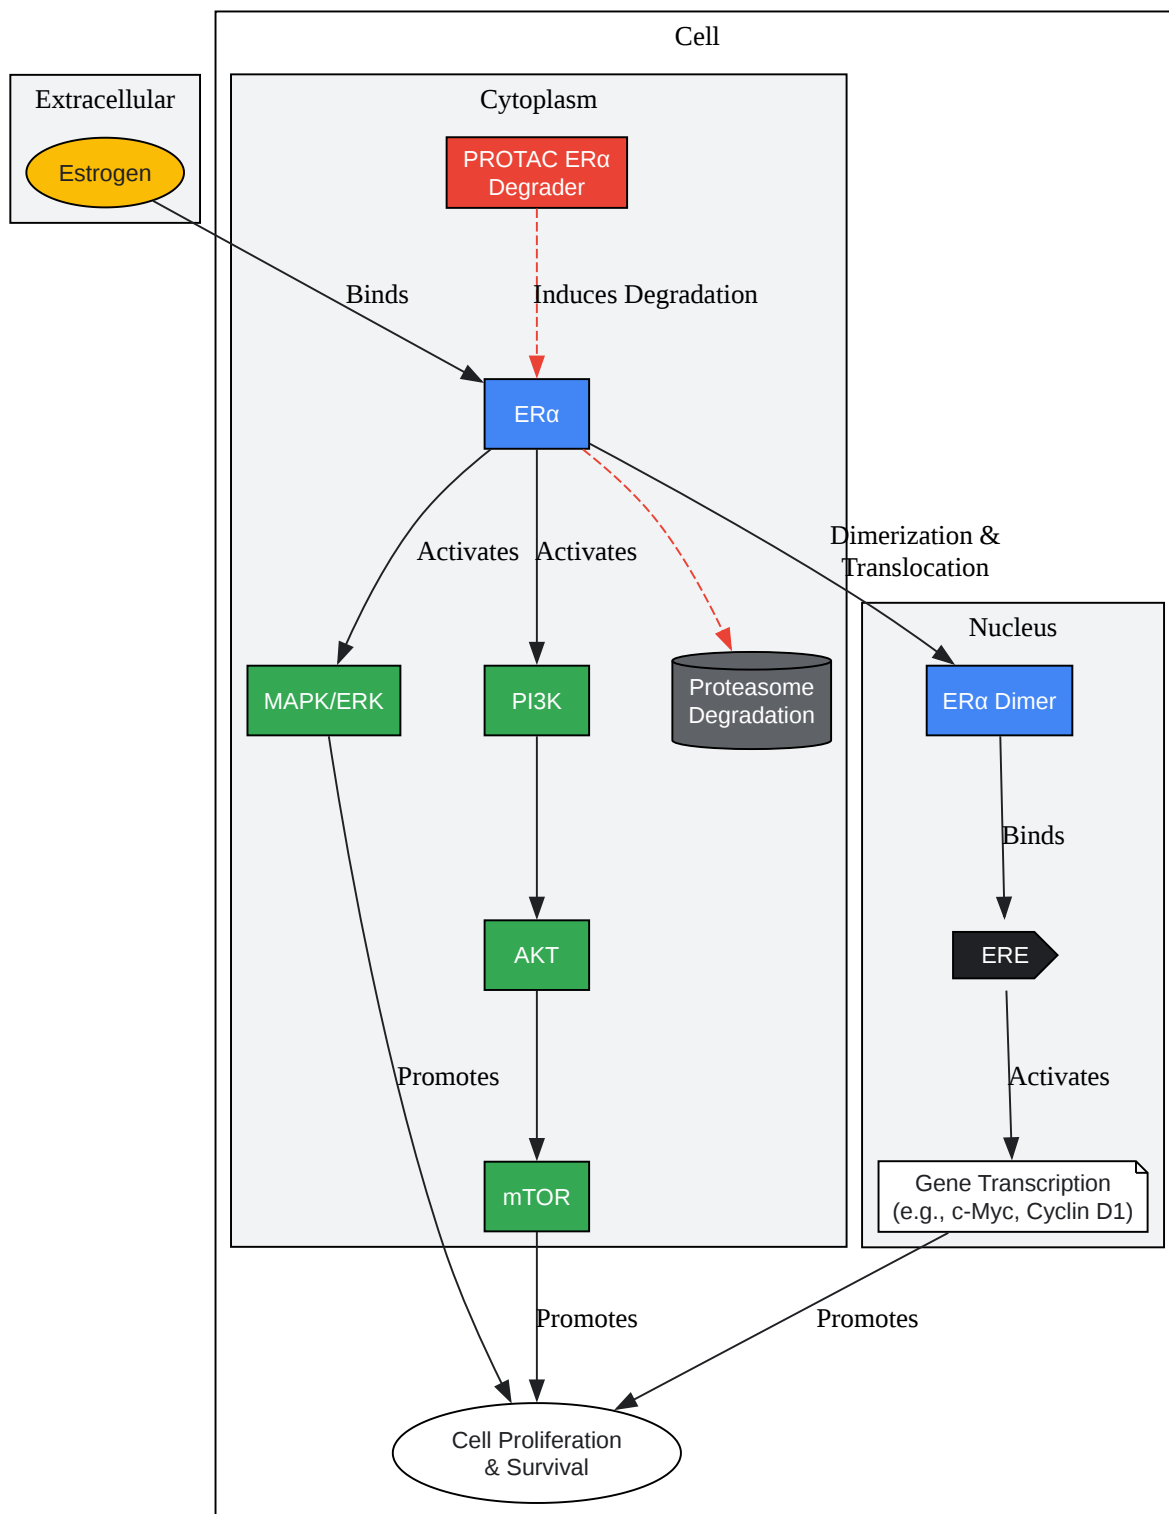 Cell
Extracellular
Cytoplasm
Estrogen
PROTAC ERα
Degrader
Binds
Induces Degradation
ERα
Activates
Activates
Dimerization &
Translocation
Nucleus
MAPK/ERK
PI3K
Proteasome
Degradation
ERα Dimer
Binds
AKT
ERE
Promotes
Activates
mTOR
Gene Transcription
(e.g., c-Myc, Cyclin D1)
Promotes
Promotes
Cell Proliferation
& Survival